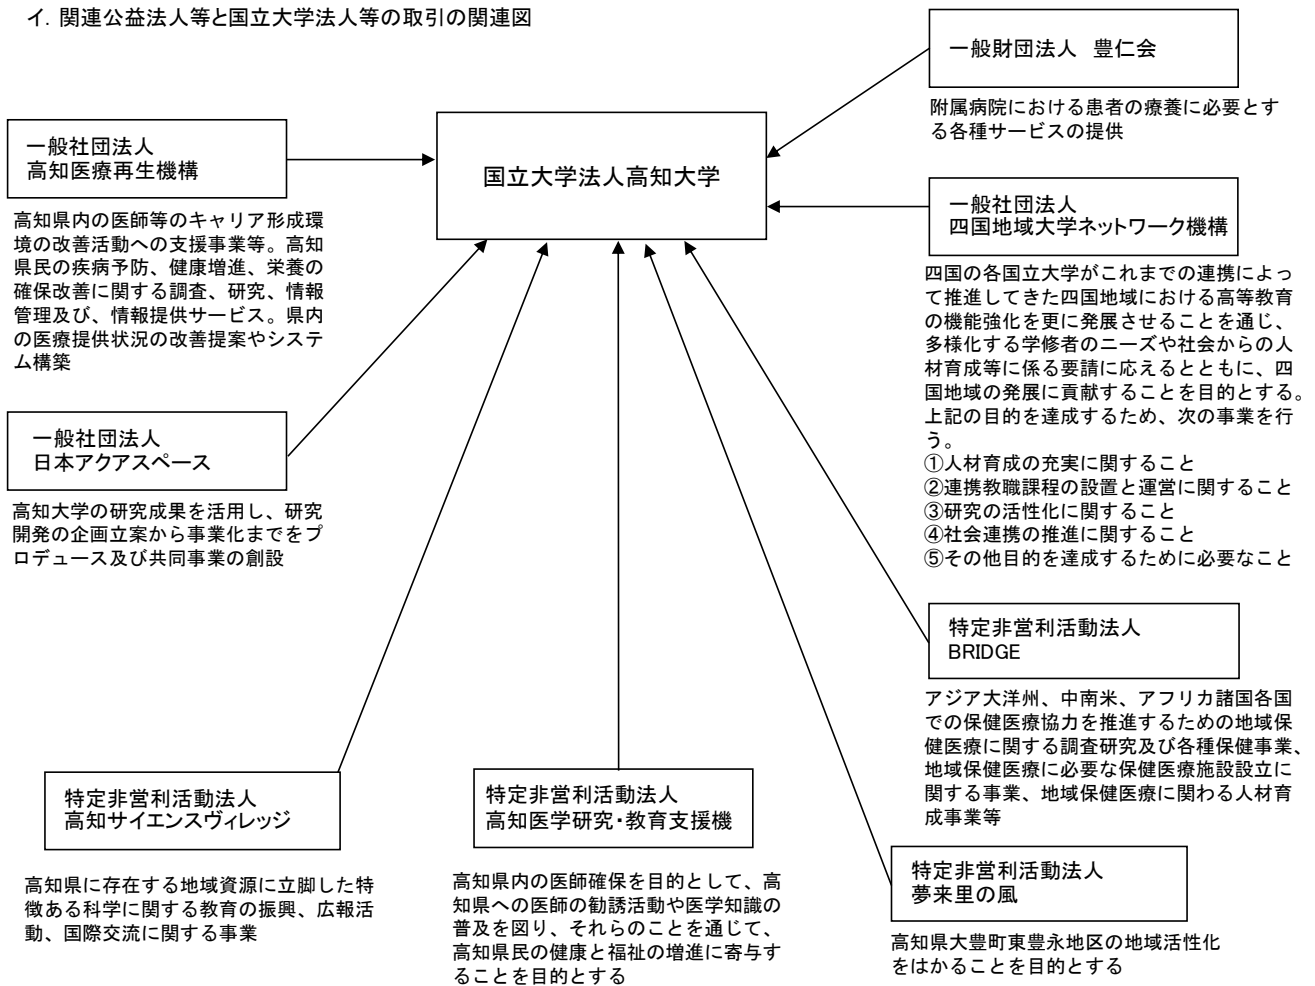 イ．関連公益法人等と国立大学法人等の取引の関連図
一般財団法人　豊仁会
附属病院における患者の療養に必要とす
る各種サービスの提供
一般社団法人
高知医療再生機構
国立大学法人高知大学
一般社団法人
四国地域大学ネットワーク機構
高知県内の医師等のキャリア形成環
境の改善活動への支援事業等。高知
県民の疾病予防、健康増進、栄養の
確保改善に関する調査、研究、情報
管理及び、情報提供サービス。県内
の医療提供状況の改善提案やシステ
ム構築
四国の各国立大学がこれまでの連携によっ
て推進してきた四国地域における高等教育
の機能強化を更に発展させることを通じ、
多様化する学修者のニーズや社会からの人
材育成等に係る要請に応えるとともに、四
国地域の発展に貢献することを目的とする。
上記の目的を達成するため、次の事業を行
う。
①人材育成の充実に関すること
②連携教職課程の設置と運営に関すること
③研究の活性化に関すること
④社会連携の推進に関すること
⑤その他目的を達成するために必要なこと
一般社団法人
日本アクアスペース
高知大学の研究成果を活用し、研究
開発の企画立案から事業化までをプ
ロデュース及び共同事業の創設
特定非営利活動法人
BRIDGE
アジア大洋州、中南米、アフリカ諸国各国
での保健医療協力を推進するための地域保
健医療に関する調査研究及び各種保健事業、
地域保健医療に必要な保健医療施設設立に
関する事業、地域保健医療に関わる人材育
成事業等
特定非営利活動法人
高知サイエンスヴィレッジ
高知県に存在する地域資源に立脚した特
徴ある科学に関する教育の振興、広報活
動、国際交流に関する事業
特定非営利活動法人
高知医学研究・教育支援機
高知県内の医師確保を目的として、高
知県への医師の勧誘活動や医学知識の
普及を図り、それらのことを通じて、
高知県民の健康と福祉の増進に寄与す
ることを目的とする
特定非営利活動法人
夢来里の風
高知県大豊町東豊永地区の地域活性化
をはかることを目的とする